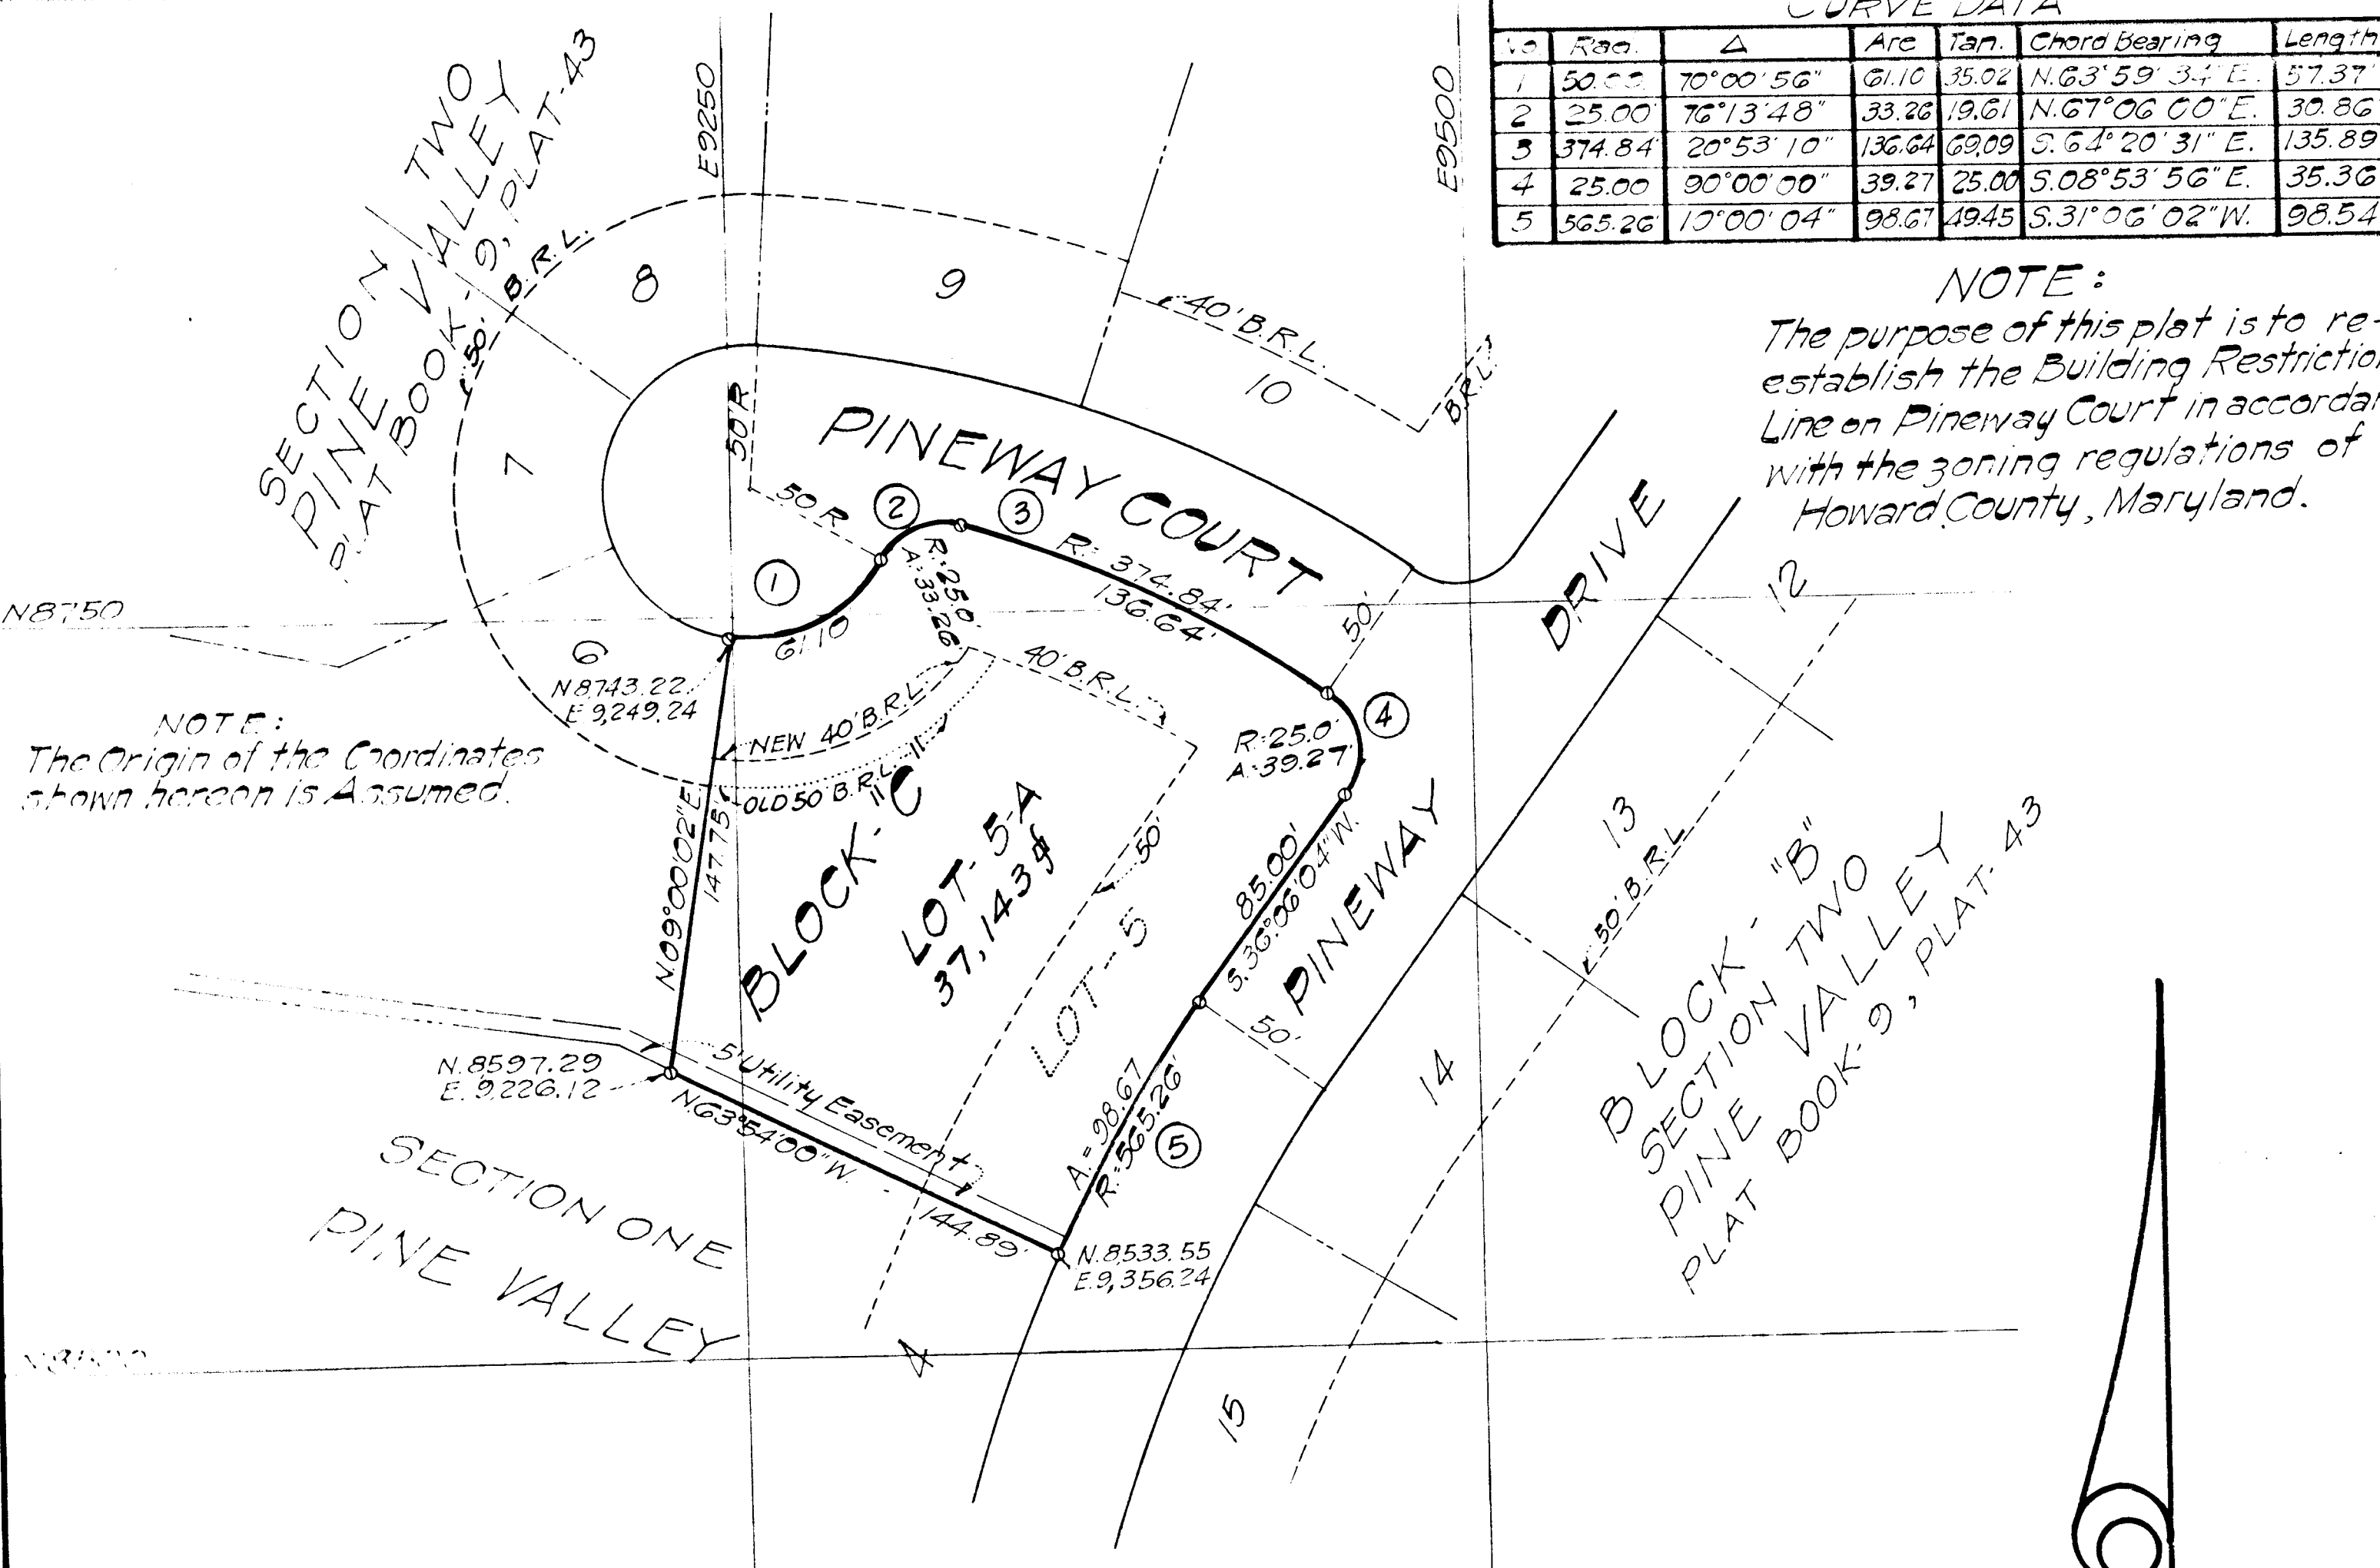 CURVE DATA
No. Rad. Δ Arc Tan. Chord Bearing Length
1 50.00 70°00'56" 61.10 35.02 N.63°59'34"E. 57.37'
2 25.00' 76°13'48" 33.26 19.61 N.67°06'00"E. 30.86
3 374.84' 20°53'10" 136.64 69.09 S.64°20'31"E. 135.89
4 25.00 90°00'00" 39.27 25.00 S.08°53'56"E. 35.36
5 565.26' 10°00'04" 98.67 49.45 S.31°06'02"W. 98.54
NOTE:
The purpose of this plat is to re-
establish the Building Restriction
Line on Pineway Court in accordan
with the zoning regulations of
Howard County, Maryland.
SECTION TWO
PINE VALLEY
PLAT BOOK-9, PLAT-43
E9250
E9500
50' B.R.L.
8
9
40' B.R.L.
10
B.R.L.
7
50'R
50 R
PINEWAY COURT
1
2
3
R:25.0'
A:33.26
R: 374.84'
136.64'
61.10
50'
DRIVE
12
N8750
6
N8743.22
E 9,249.24
NEW 40' B.R.L.
40' B.R.L.
OLD 50' B.R.L.
R:25.0'
A:39.27'
4
NOTE:
The Origin of the Coordinates
shown hereon is Assumed.
N.09°00'02"E.
147.75'
BLOCK-"C"
LOT-5-A
37,143
50'
LOT-5
85.00'
S.36°06'04"W.
PINEWAY
13
50' B.R.L.
BLOCK- "B"
SECTION TWO
PINE VALLEY
PLAT BOOK-9, PLAT-43
50'
14
N.8597.29
E. 9,226.12
5' Utility Easement
N.63°54'00"W.
144.89'
A.=98.67
R.:565.26'
5
N.8533.55
E.9,356.24
SECTION ONE
PINE VALLEY
N8500
4
15